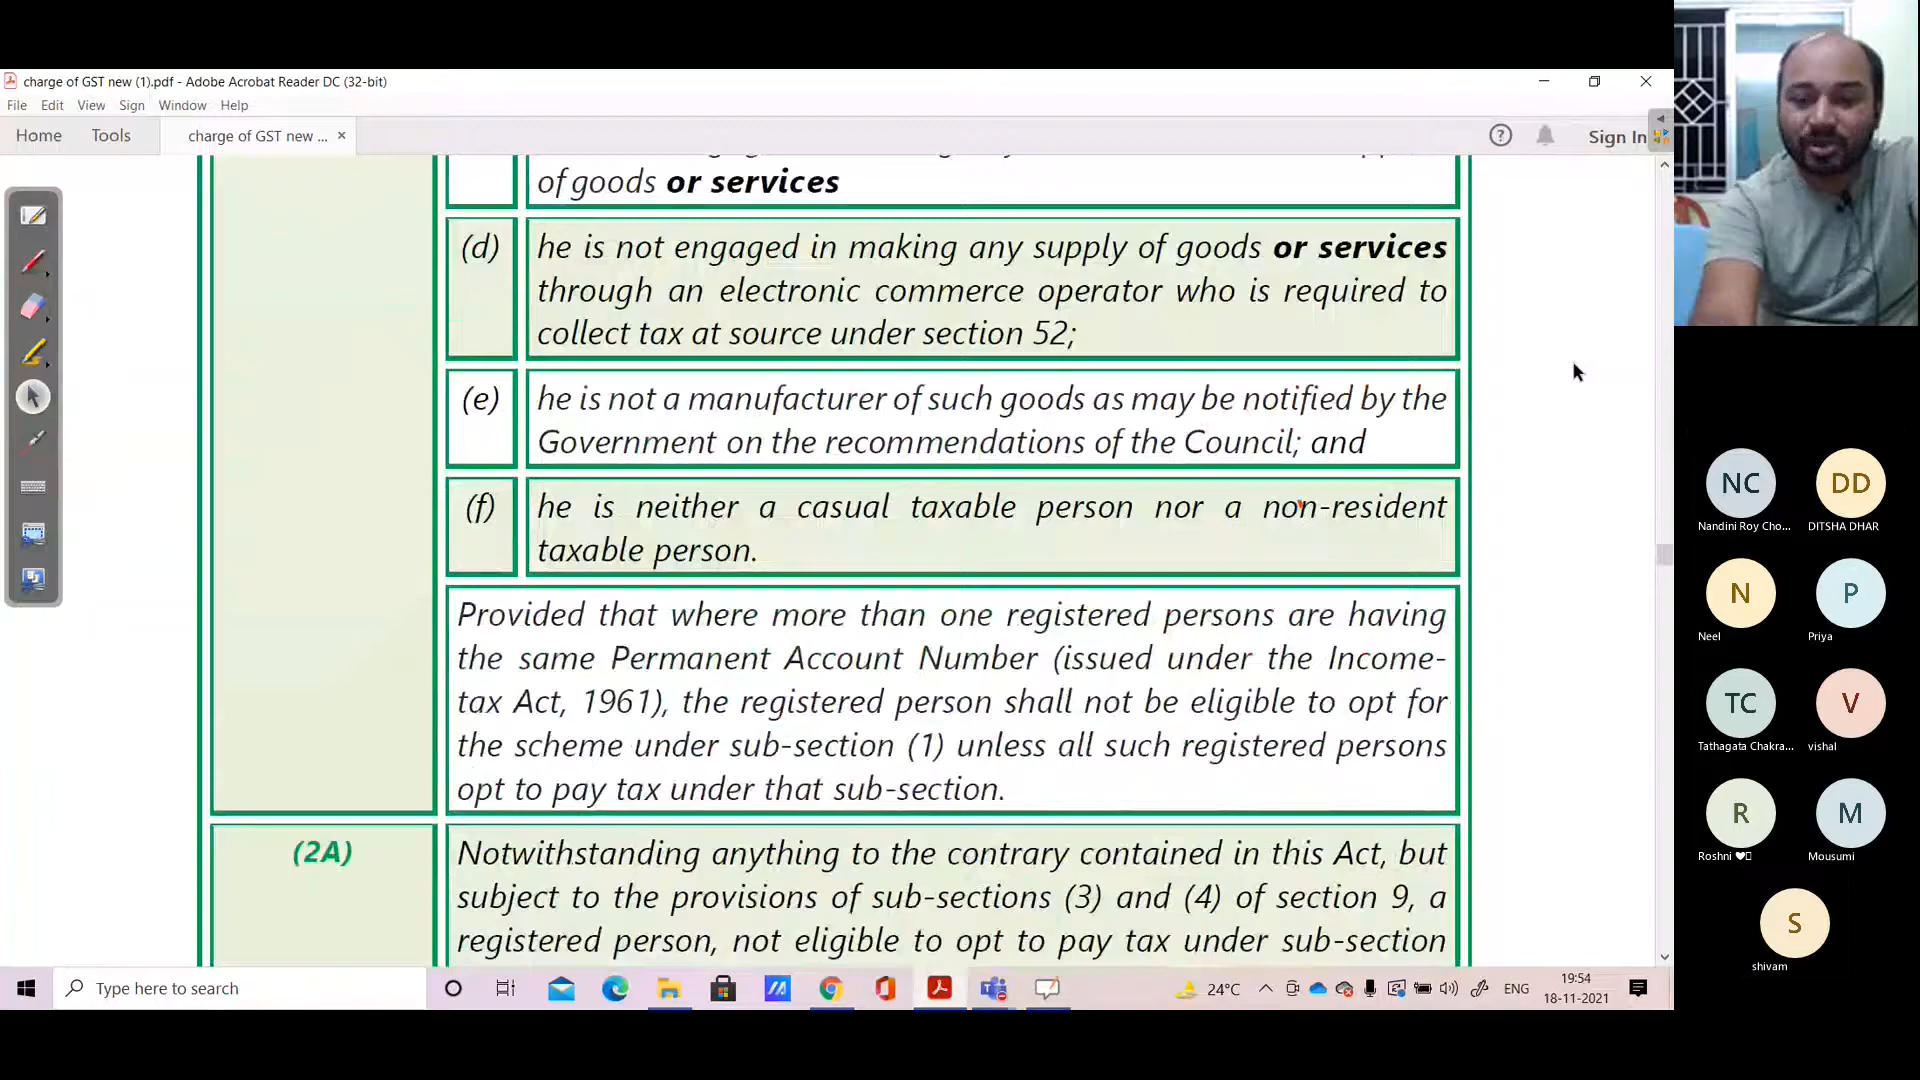 charge of GST new (1).pdf - Adobe Acrobat Reader DC (32-bit)
File Edit View Sign Window Help
Home Tools charge of GST new ... × Sign In
of goods or services
(d) he is not engaged in making any supply of goods or services
through an electronic commerce operator who is required to
collect tax at source under section 52;
(e) he is not a manufacturer of such goods as may be notified by the
Government on the recommendations of the Council; and
(f) he is neither a casual taxable person nor a non-resident
taxable person.
Provided that where more than one registered persons are having
the same Permanent Account Number (issued under the Income-
tax Act, 1961), the registered person shall not be eligible to opt for
the scheme under sub-section (1) unless all such registered persons
opt to pay tax under that sub-section.
(2A) Notwithstanding anything to the contrary contained in this Act, but
subject to the provisions of sub-sections (3) and (4) of section 9, a
registered person, not eligible to opt to pay tax under sub-section
Type here to search
24°C
ENG
19:54
18-11-2021
NC DD
Nandini Roy Cho... DITSHA DHAR
N P
Neel Priya
TC V
Tathagata Chakra... vishal
R M
Roshni Mousumi
S
shivam